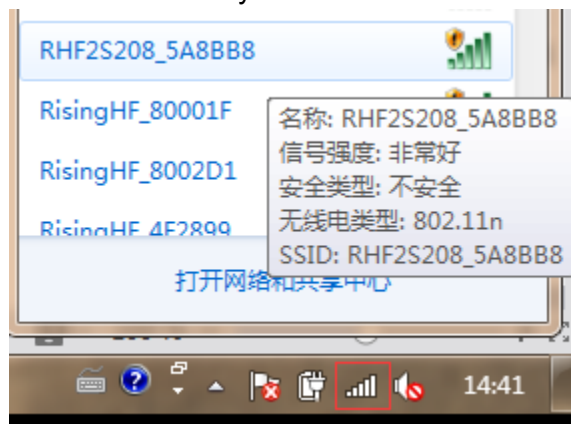 RHF2S208_5A8BB8
RisingHF_80001F
RisingHF_8002D1
RisingHF_4F2899
名称: RHF2S208_5A8BB8
信号强度: 非常好
安全类型: 不安全
无线电类型: 802.11n
SSID: RHF2S208_5A8BB8
打开网络和共享中心
14:41